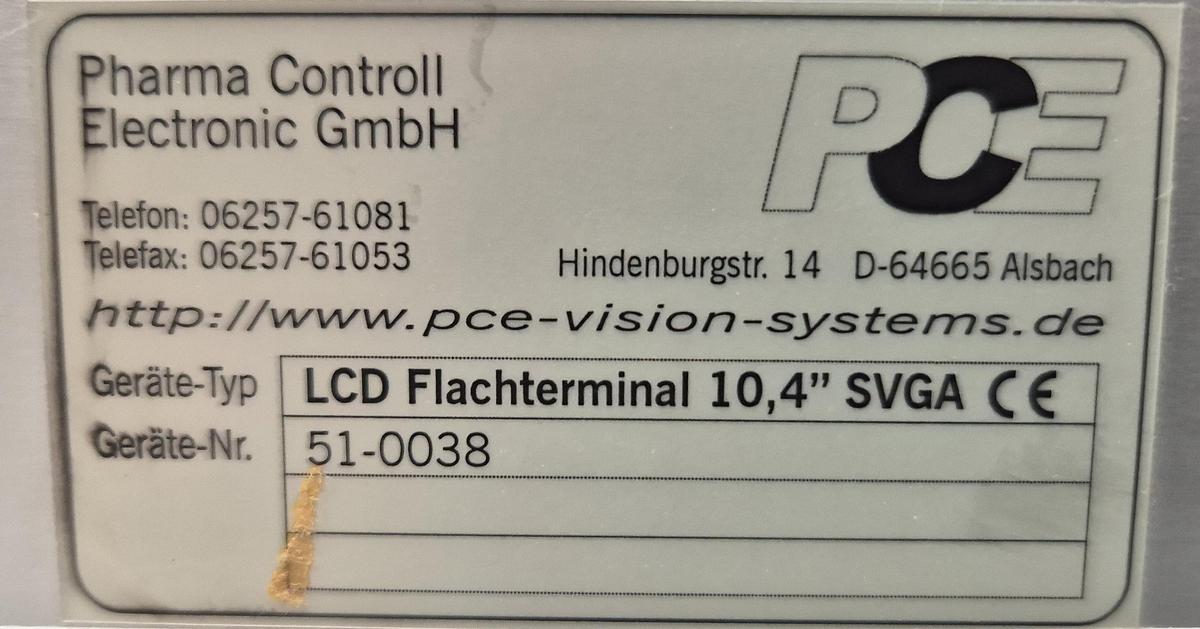 Pharma Controll
Electronic GmbH
PCE
Telefon: 06257-61081
Telefax: 06257-61053
Hindenburgstr. 14 D-64665 Alsbach
http://www.pce-vision-systems.de
Geräte-Typ LCD Flachterminal 10,4” SVGA CE
Geräte-Nr. 51-0038